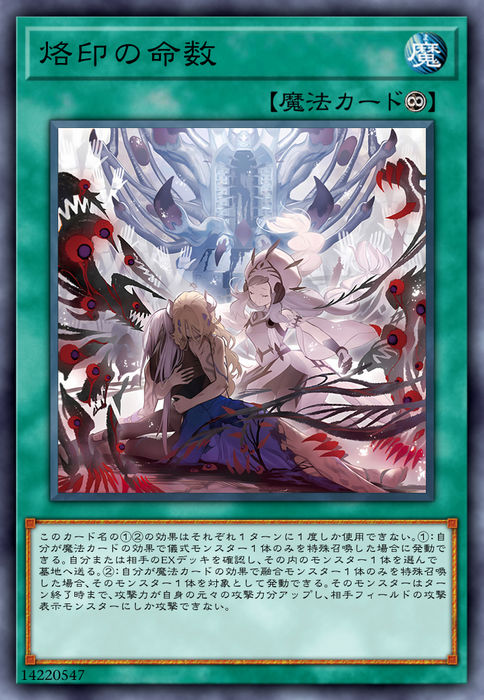 烙印の命数
魔
【魔法カード】
このカード名の①②の効果はそれぞれ1ターンに1度しか使用できない。①:自
分が魔法カードの効果で儀式モンスター1体のみを特殊召喚した場合に発動で
きる。自分または相手のEXデッキを確認し、その内のモンスター1体を選んで
墓地へ送る。②:自分が魔法カードの効果で融合モンスター1体のみを特殊召喚
した場合、そのモンスター1体を対象として発動できる。そのモンスターはター
ン終了時まで、攻撃力が自身の元々の攻撃力分アップし、相手フィールドの攻撃
表示モンスターにしか攻撃できない。
14220547